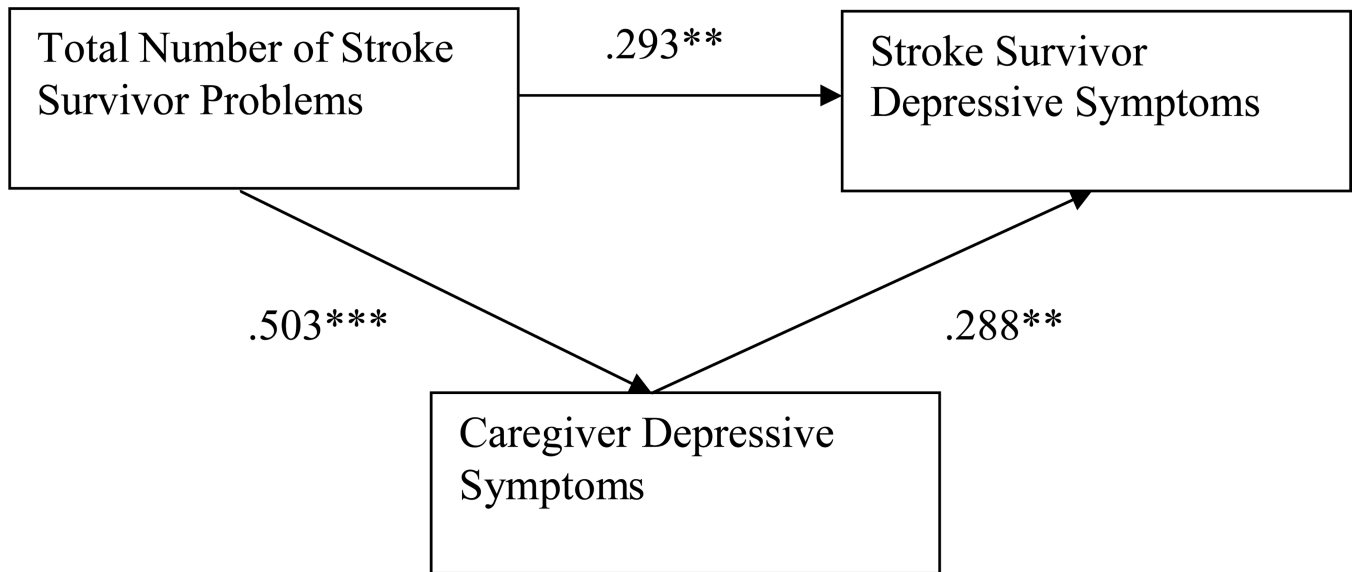 Total Number of Stroke
Survivor Problems
.293**
Stroke Survivor
Depressive Symptoms
.503***
.288**
Caregiver Depressive
Symptoms